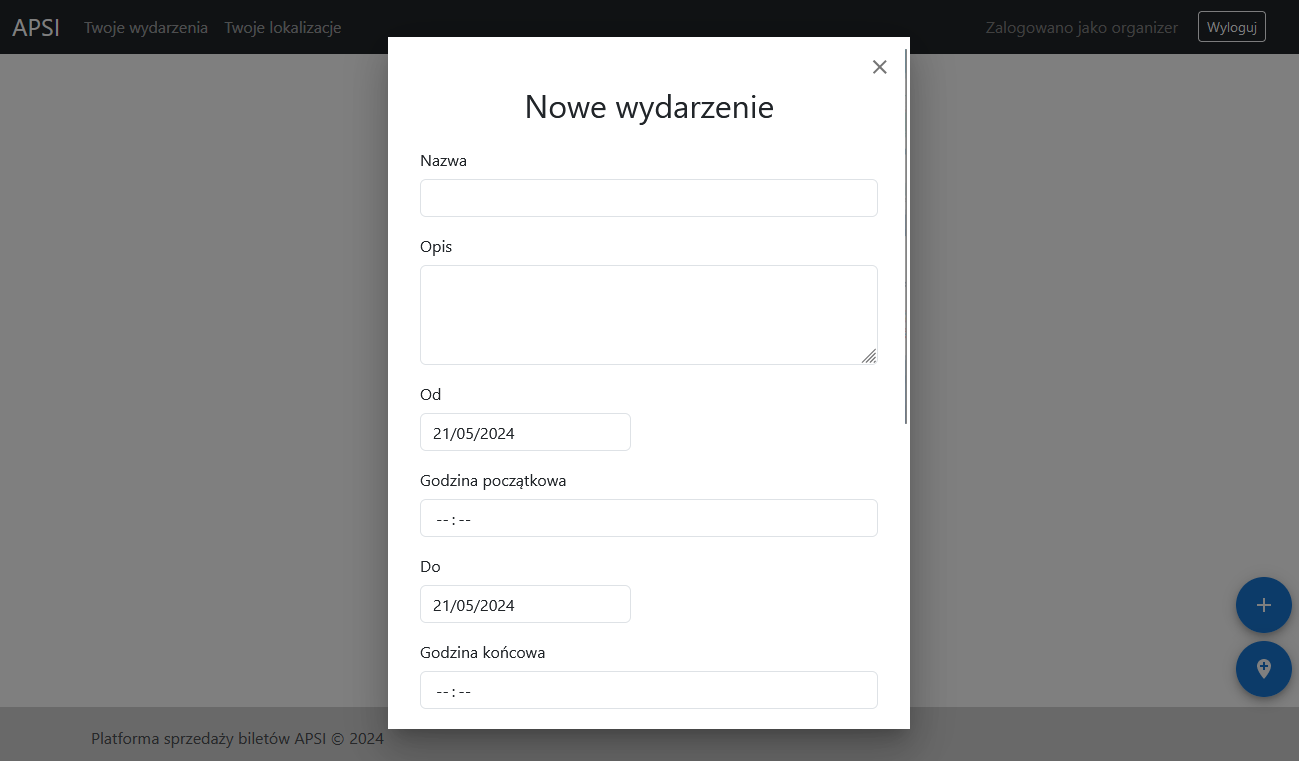 APSI Twoje wydarzenia Twoje lokalizacje Zalogowano jako organizer Wyloguj
Nowe wydarzenie
Nazwa
Opis
Od
21/05/2024
Godzina początkowa
--:--
Do
21/05/2024
Godzina końcowa
--:--
Platforma sprzedaży biletów APSI © 2024